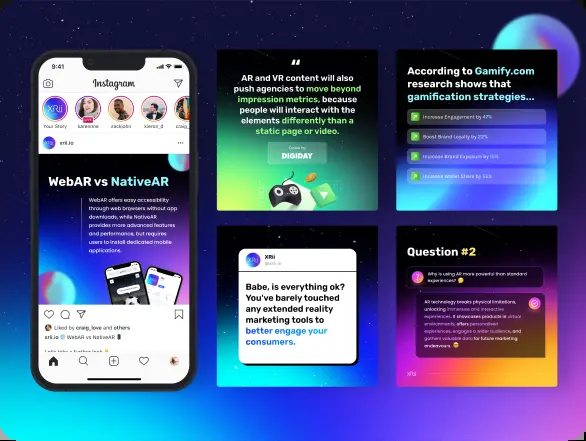 9:41
Instagram
XRii
LIVE
Your Story
karenone
zackjohn
kieron_d
craig_
xrii.io
WebAR vs NativeAR
WebAR offers easy accessibility
through web browsers without app
downloads, while NativeAR
provides more advanced features
and performance, but requires
users to install dedicated mobile
applications.
Liked by craig_love and others
xrii.io WebAR vs NativeAR
“
AR and VR content will also
push agencies to move beyond
impression metrics, because
people will interact with the
elements differently than a
static page or video.
DIGIDAY
According to Gamify.com
research shows that
gamification strategies...
Increase Engagement by 47%
Boost Brand Loyalty by 22%
Increase Brand Exposure by 15%
XRii
@xrii.io
Babe, is everything ok?
You've barely touched
any extended reality
marketing tools to
better engage your
consumers.
Question #2
Why is using AR more powerful than standard
experiences?
AR technology breaks physical limitations,
unlocking immersive and interactive
experiences. It showcases products in virtual
environments, offers personalised
experiences, engages a wider audience, and
gathers valuable data for future marketing
endeavours.
XRii